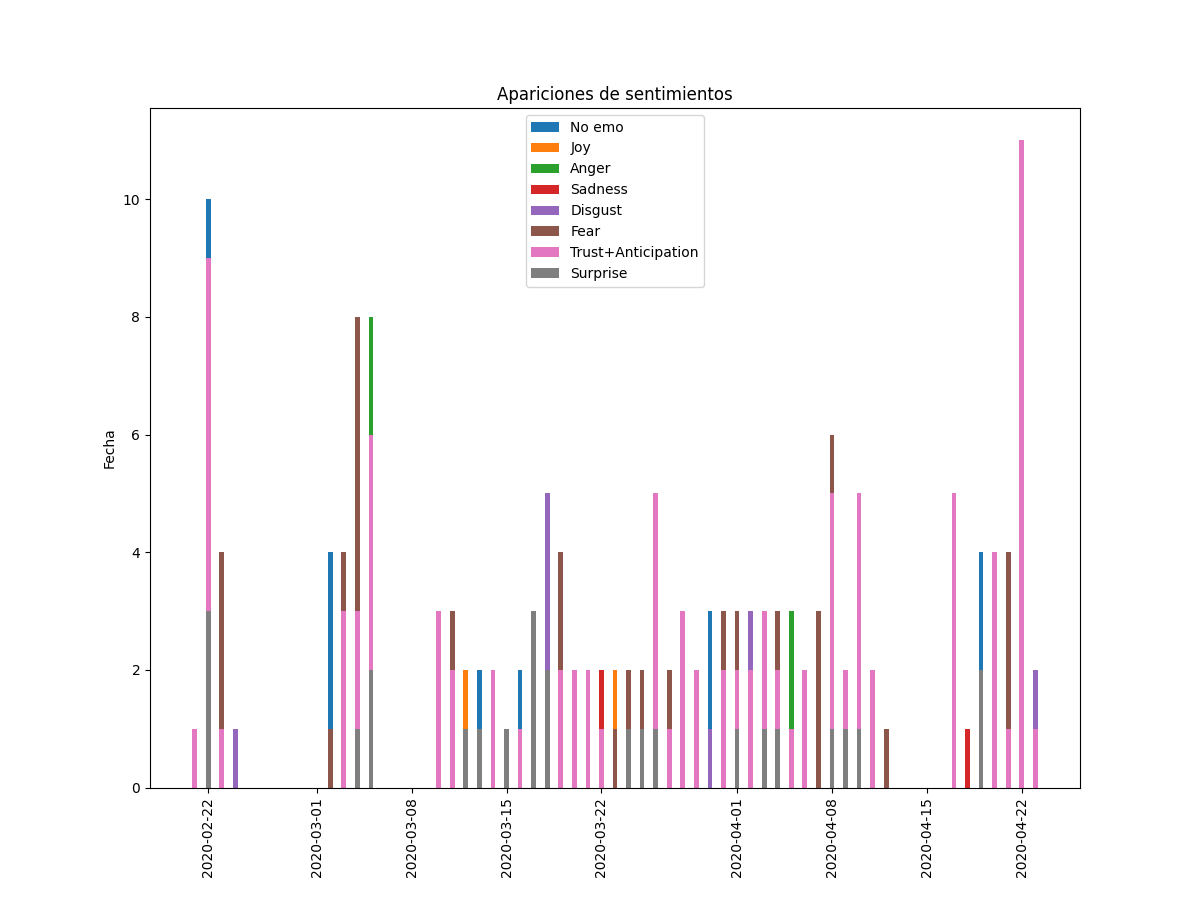 Apariciones de sentimientos
No emo
Joy
Anger
Sadness
Disgust
Fear
Trust+Anticipation
Surprise
Fecha
10
8
6
4
2
0
2020-02-22
2020-03-01
2020-03-08
2020-03-15
2020-03-22
2020-04-01
2020-04-08
2020-04-15
2020-04-22